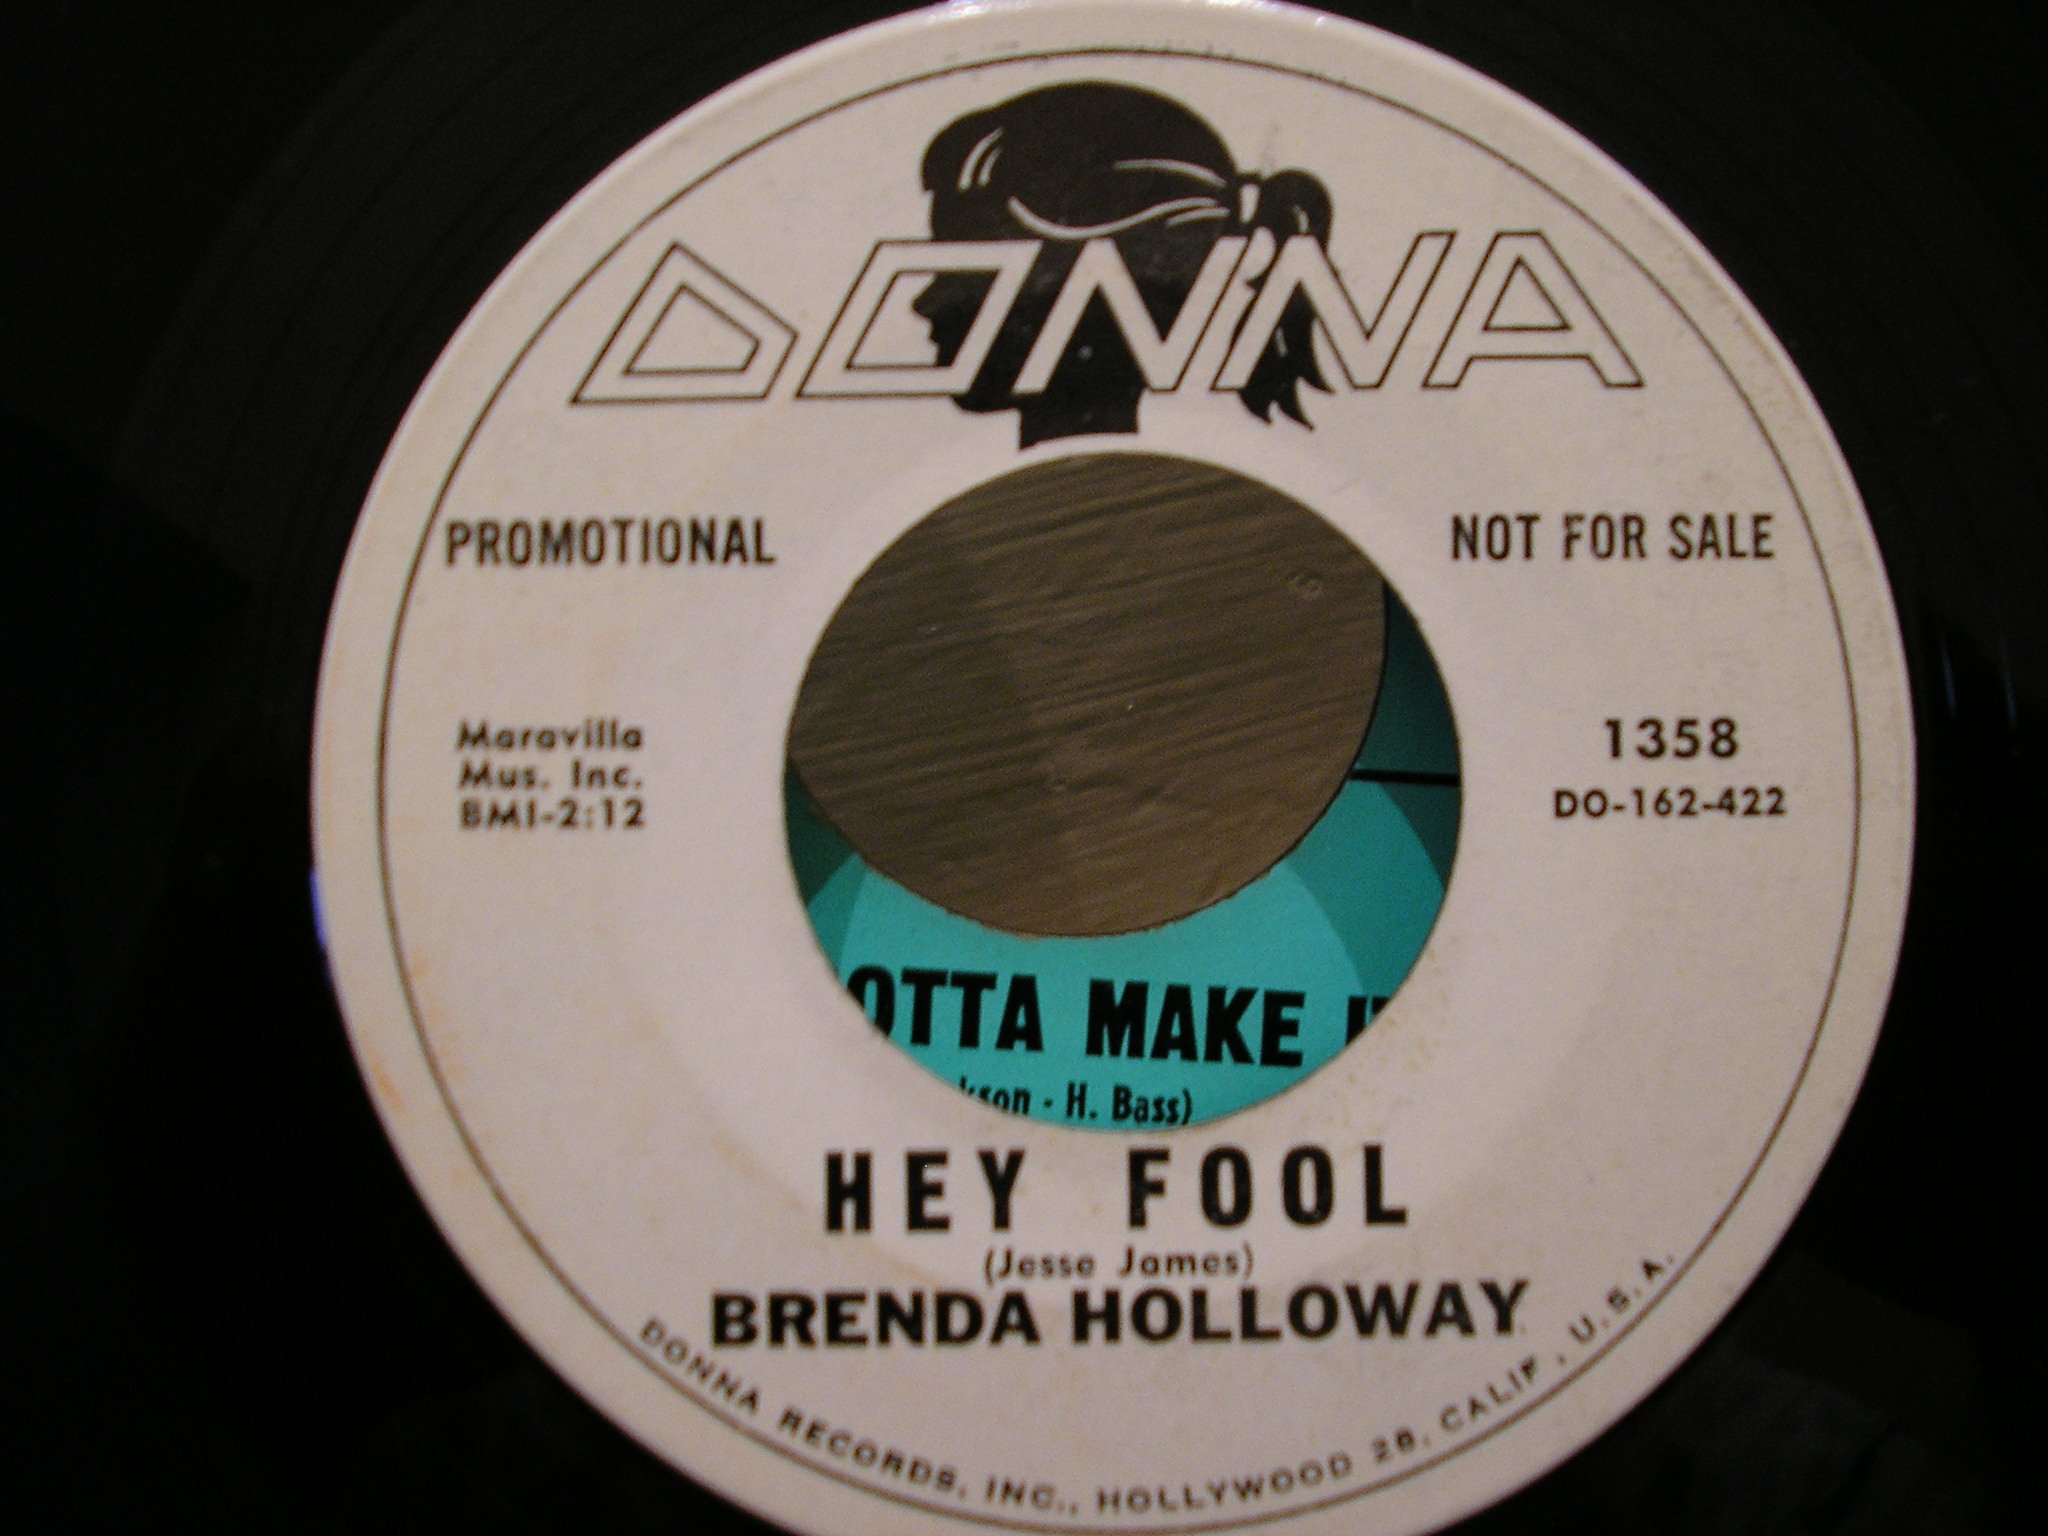 DONNA
PROMOTIONAL
NOT FOR SALE
Maravilla
Mus. Inc.
BMI-2:12
1358
DO-162-422
OTTA MAKE
kson - H. Bass)
HEY FOOL
(Jesse James)
BRENDA HOLLOWAY
DONNA RECORDS, INC., HOLLYWOOD 28, CALIF., U.S.A.